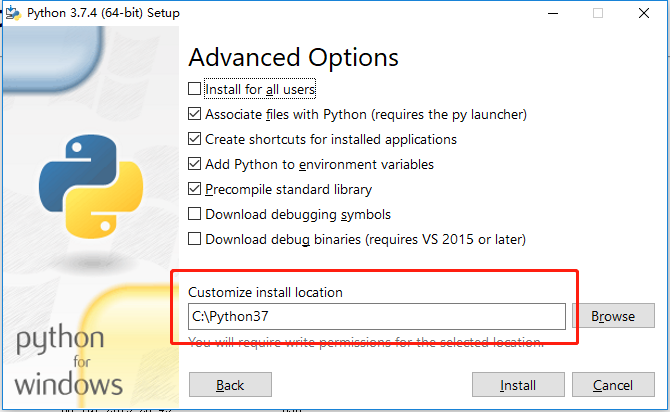 Python 3.7.4 (64-bit) Setup
Advanced Options
Install for all users
Associate files with Python (requires the py launcher)
Create shortcuts for installed applications
Add Python to environment variables
Precompile standard library
Download debugging symbols
Download debug binaries (requires VS 2015 or later)
Customize install location
C:\Python37
Browse
You will require write permissions for the selected location.
python
for
windows
Back
Install
Cancel